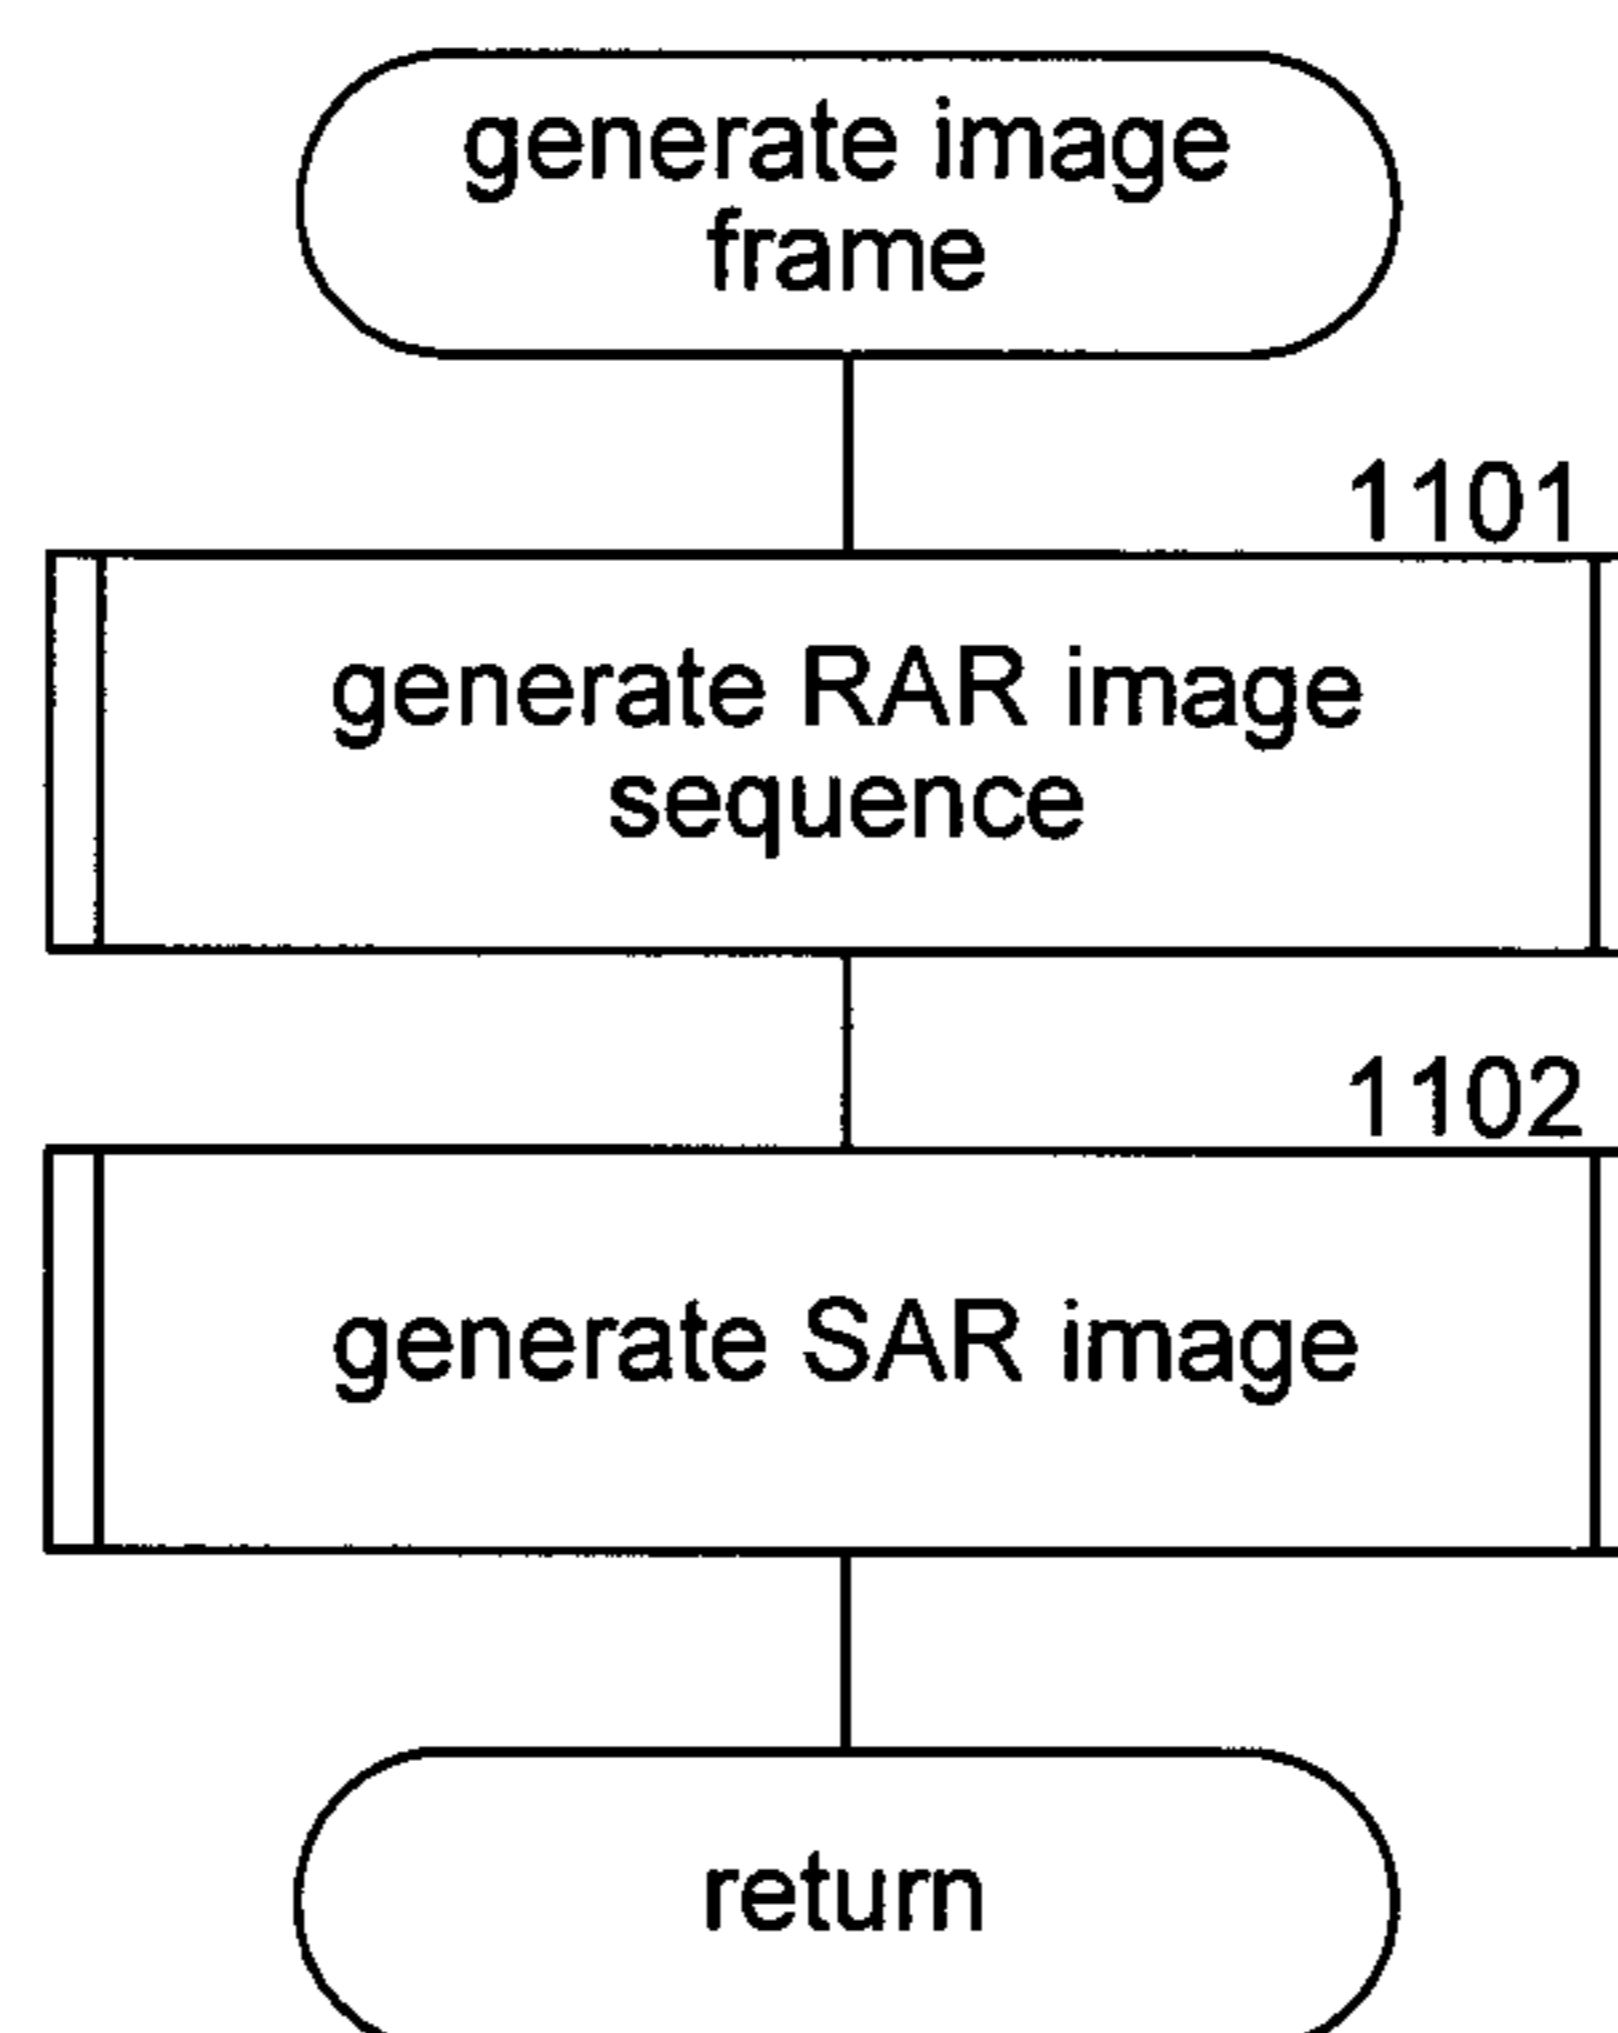 generate image
frame
1101
generate RAR image
sequence
1102
generate SAR image
return